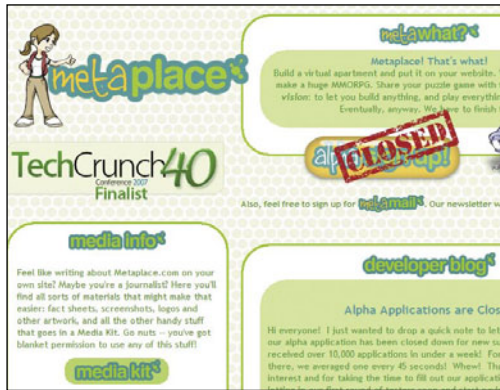 metaplace
metawhat?
Metaplace! That's what!
Build a virtual apartment and put it on your website.
make a huge MMORPG. Share your puzzle game with
vision: to let you build anything, and play everythin
Eventually, anyway. We have to finish
alpha sign up!
CLOSED
TechCrunch40
Conference 2007
Finalist
Also, feel free to sign up for metamail. Our newsletter w
media info
Feel like writing about Metaplace.com on your
own site? Maybe you're a journalist? Here you'll
find all sorts of materials that might make that
easier: fact sheets, screenshots, logos and
other artwork, and all the other handy stuff
that goes in a Media Kit. Go nuts -- you've got
blanket permission to use any of this stuff!
media kit
developer blog
Alpha Applications are Clos
Hi everyone! I just wanted to drop a quick note to let
our alpha application has been closed down for new su
received over 10,000 applications in under a week! For
there, we averaged one every 45 seconds! Whew! Th
interest and for taking the time to fill out our applicati